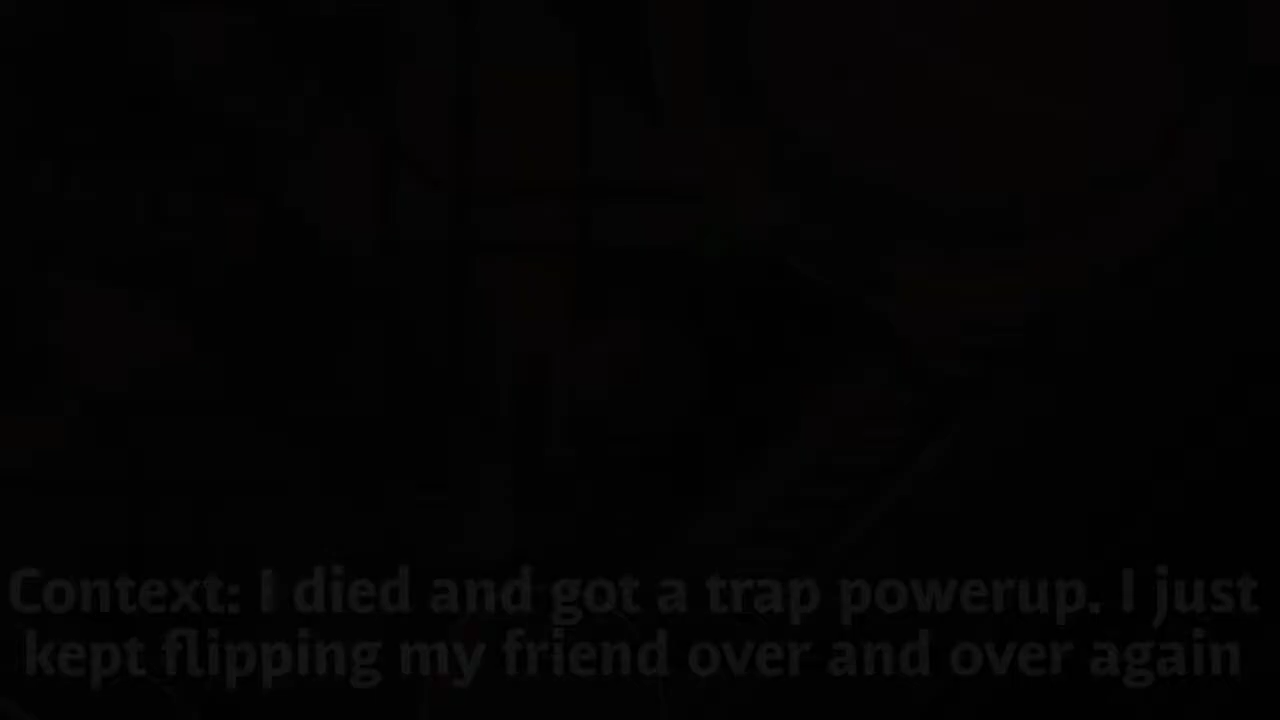 Context: I died and got a trap powerup. I just
kept flipping my friend over and over again